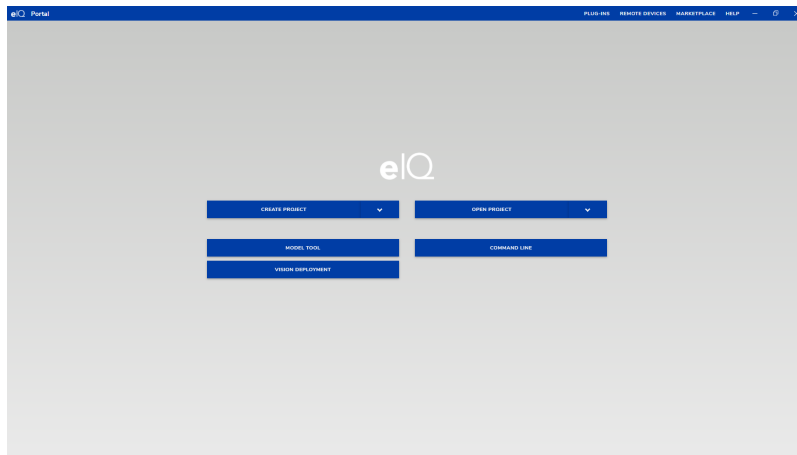 eIQ Portal PLUG-INS REMOTE DEVICES MARKETPLACE HELP
eIQ
CREATE PROJECT OPEN PROJECT
MODEL TOOL COMMAND LINE
VISION DEPLOYMENT